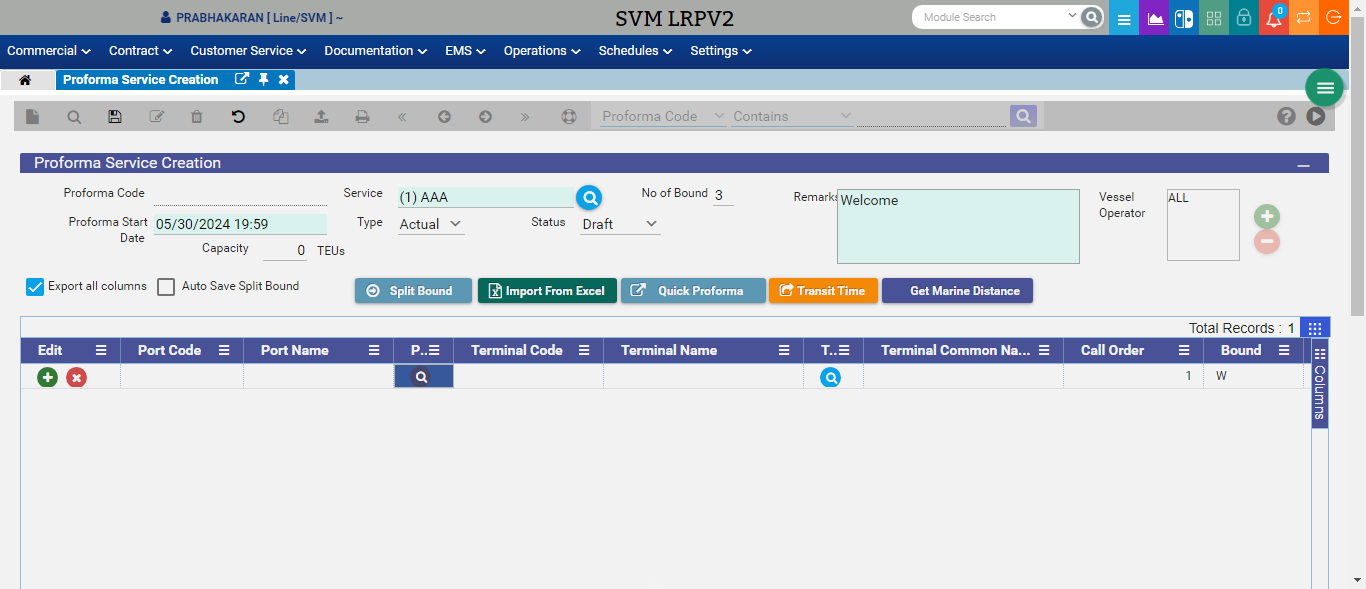 PRABHAKARAN [ Line/SVM ] ~
SVM LRPV2
Module Search
0
Commercial Contract Customer Service Documentation EMS Operations Schedules Settings
Proforma Service Creation
Proforma Code Contains
Proforma Service Creation
Proforma Code Service (1) AAA No of Bound 3 Remarks Welcome Vessel Operator ALL
Proforma Start Date 05/30/2024 19:59 Type Actual Status Draft
Capacity 0 TEUs
Export all columns Auto Save Split Bound Split Bound Import From Excel Quick Proforma Transit Time Get Marine Distance
Total Records : 1
Edit Port Code Port Name P.. Terminal Code Terminal Name T.. Terminal Common Na... Call Order Bound
1 W
Columns